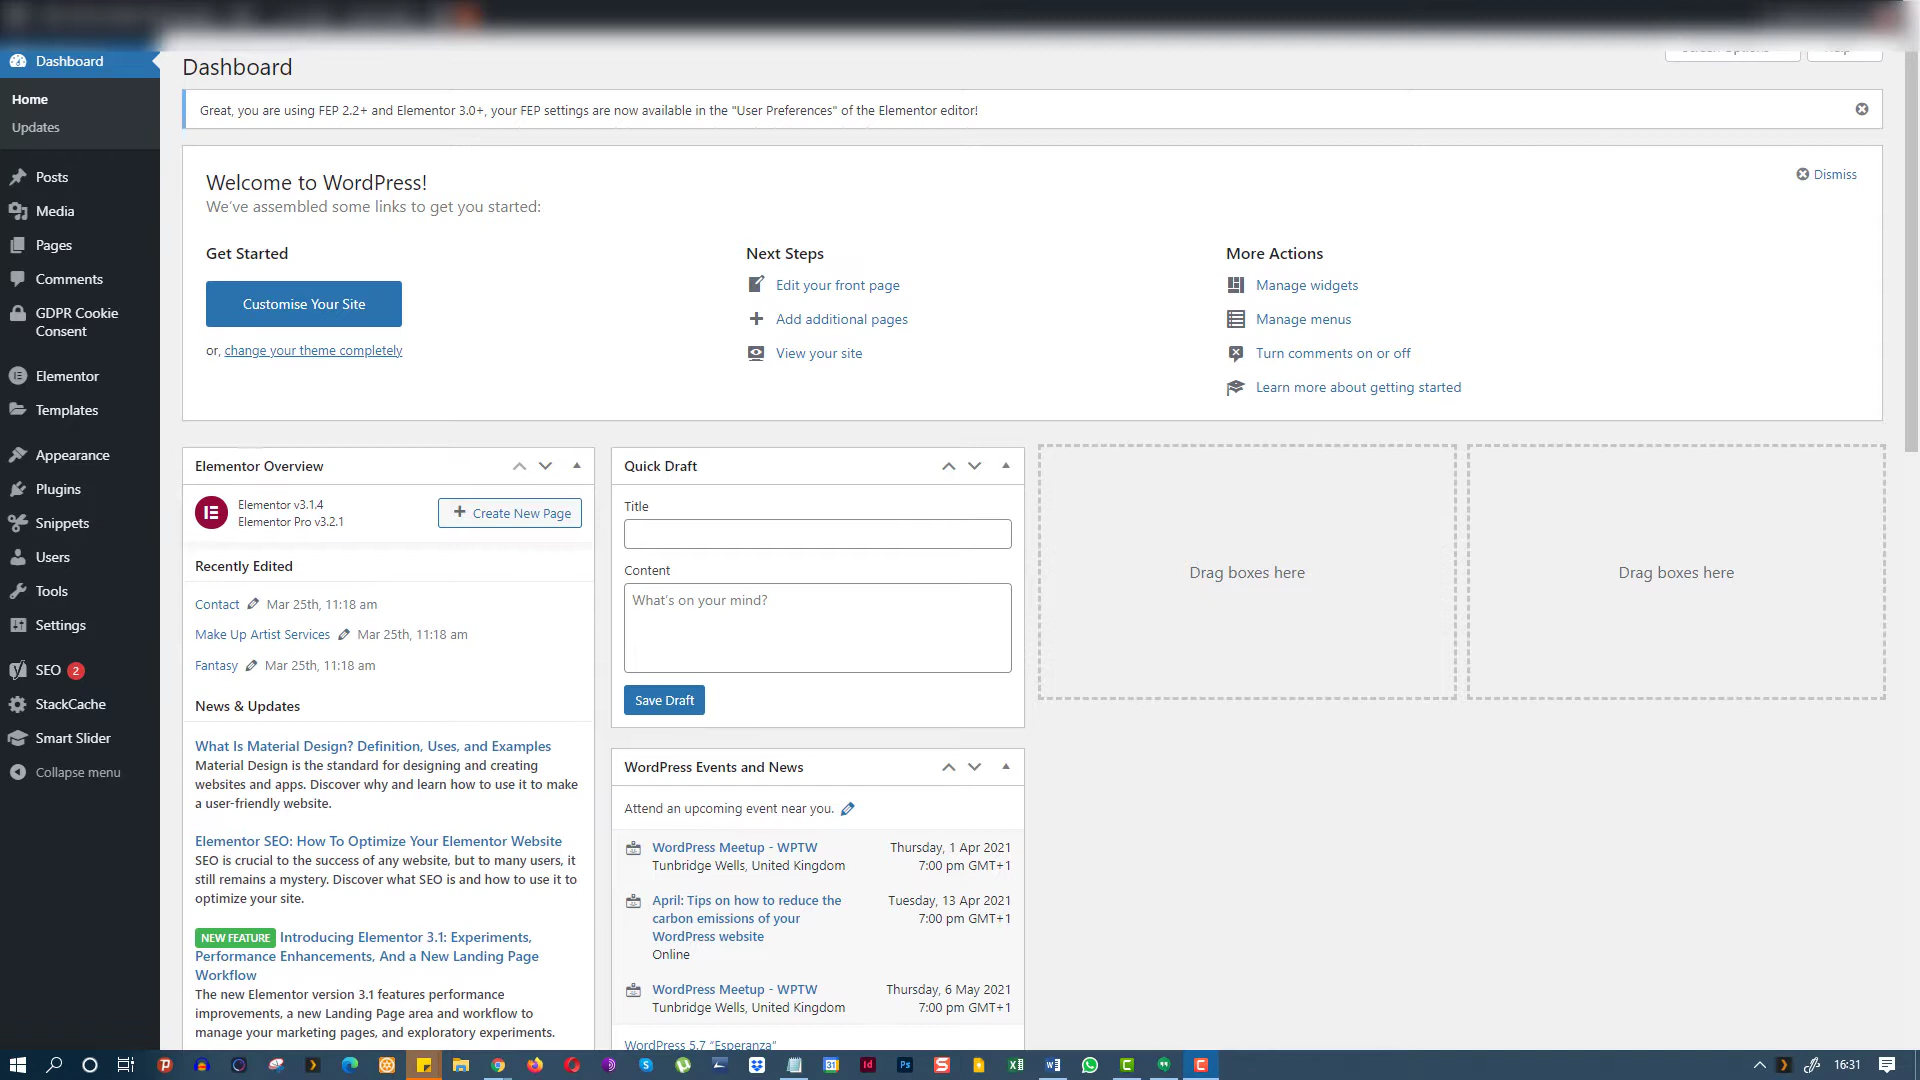 Dashboard
Home
Updates
Posts
Media
Pages
Comments
GDPR Cookie
Consent
Elementor
Templates
Appearance
Plugins
Snippets
Users
Tools
Settings
SEO 2
StackCache
Smart Slider
Collapse menu
Dashboard
Great, you are using FEP 2.2+ and Elementor 3.0+, your FEP settings are now available in the "User Preferences" of the Elementor editor!
Welcome to WordPress!
We've assembled some links to get you started:
Dismiss
Get Started
Customise Your Site
or, change your theme completely
Next Steps
Edit your front page
Add additional pages
View your site
More Actions
Manage widgets
Manage menus
Turn comments on or off
Learn more about getting started
Elementor Overview
Elementor v3.1.4
Elementor Pro v3.2.1
Create New Page
Recently Edited
Contact Mar 25th, 11:18 am
Make Up Artist Services Mar 25th, 11:18 am
Fantasy Mar 25th, 11:18 am
News & Updates
What Is Material Design? Definition, Uses, and Examples
Material Design is the standard for designing and creating
websites and apps. Discover why and learn how to use it to make
a user-friendly website.
Elementor SEO: How To Optimize Your Elementor Website
SEO is crucial to the success of any website, but to many users, it
still remains a mystery. Discover what SEO is and how to use it to
optimize your site.
NEW FEATURE Introducing Elementor 3.1: Experiments,
Performance Enhancements, And a New Landing Page
Workflow
The new Elementor version 3.1 features performance
improvements, a new Landing Page area and workflow to
manage your marketing pages, and exploratory experiments.
Quick Draft
Title
Content
What's on your mind?
Save Draft
WordPress Events and News
Attend an upcoming event near you.
WordPress Meetup - WPTW Thursday, 1 Apr 2021
Tunbridge Wells, United Kingdom 7:00 pm GMT+1
April: Tips on how to reduce the Tuesday, 13 Apr 2021
carbon emissions of your 7:00 pm GMT+1
WordPress website
Online
WordPress Meetup - WPTW Thursday, 6 May 2021
Tunbridge Wells, United Kingdom 7:00 pm GMT+1
WordPress 5.7 "Esperanza"
Drag boxes here
Drag boxes here
16:31